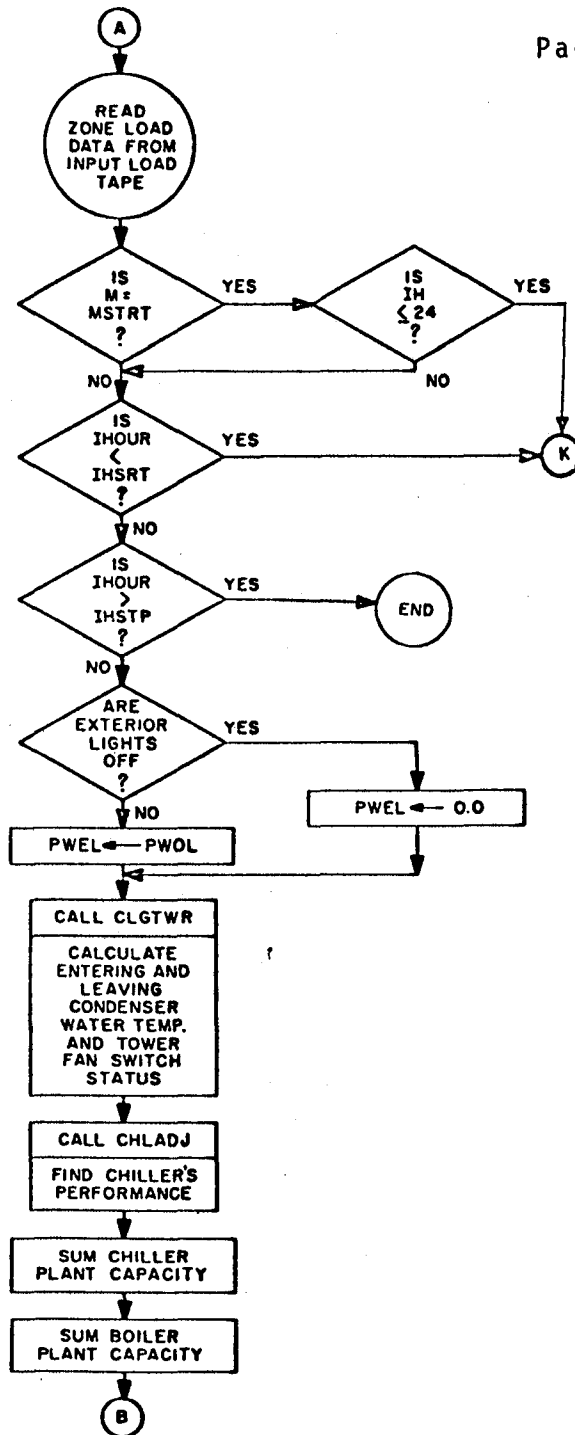 A
Pa
READ
ZONE LOAD
DATA FROM
INPUT LOAD
TAPE
IS
M =
MSTRT
?
YES
IS
IH
≤ 24
?
YES
NO
NO
IS
IHOUR
<
IHSRT
?
YES
K
NO
IS
IHOUR
>
IHSTP
?
YES
END
NO
ARE
EXTERIOR
LIGHTS
OFF
?
YES
NO
PWEL ← 0.0
PWEL ← PWOL
CALL CLGTWR
CALCULATE
ENTERING AND
LEAVING
CONDENSER
WATER TEMP.
AND TOWER
FAN SWITCH
STATUS
CALL CHLADJ
FIND CHILLER'S
PERFORMANCE
SUM CHILLER
PLANT CAPACITY
SUM BOILER
PLANT CAPACITY
B